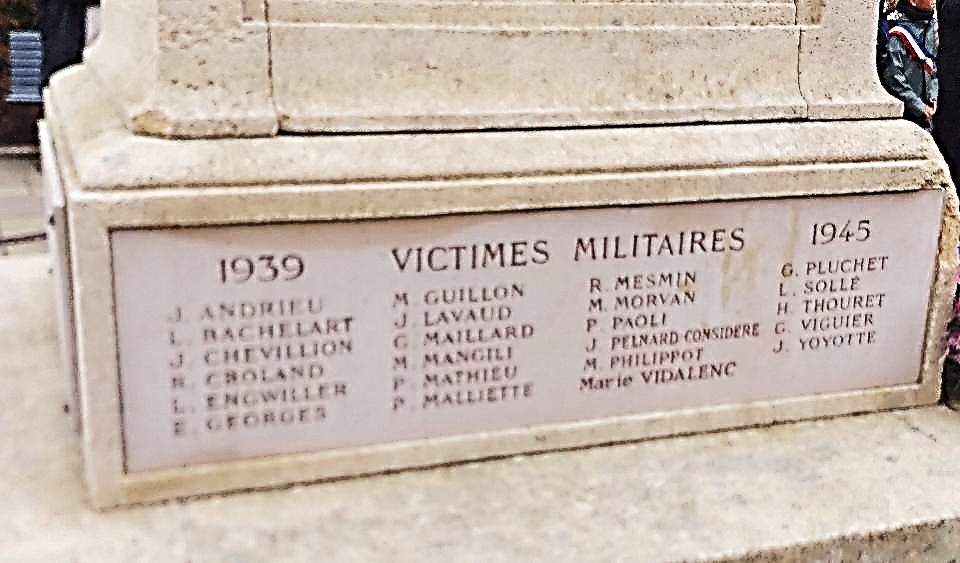 1939 VICTIMES MILITAIRES 1945
J. ANDRIEU
L. BACHELART
J. CHEVILLION
R. CROLAND
L. ENGWILLER
E. GEORGES
M. GUILLON
J. LAVAUD
G. MAILLARD
M. MANGILI
P. MATHIEU
P. MALLIETTE
R. MESMIN
M. MORVAN
P. PAOLI
J. PELNARD-CONSIDERE
M. PHILIPPOT
Marie VIDALENC
G. PLUCHET
L. SOLLÉ
H. THOURET
G. VIGUIER
J. YOYOTTE